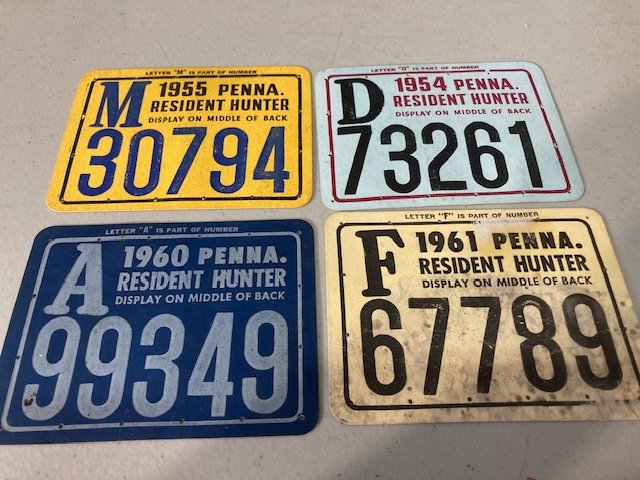 LETTER "M" IS PART OF NUMBER
M 1955 PENNA.
RESIDENT HUNTER
DISPLAY ON MIDDLE OF BACK
30794
LETTER "D" IS PART OF NUMBER
D 1954 PENNA.
RESIDENT HUNTER
DISPLAY ON MIDDLE OF BACK
73261
LETTER "A" IS PART OF NUMBER
A 1960 PENNA.
RESIDENT HUNTER
DISPLAY ON MIDDLE OF BACK
99349
LETTER "F" IS PART OF NUMBER
F 1961 PENNA.
RESIDENT HUNTER
DISPLAY ON MIDDLE OF BACK
67789